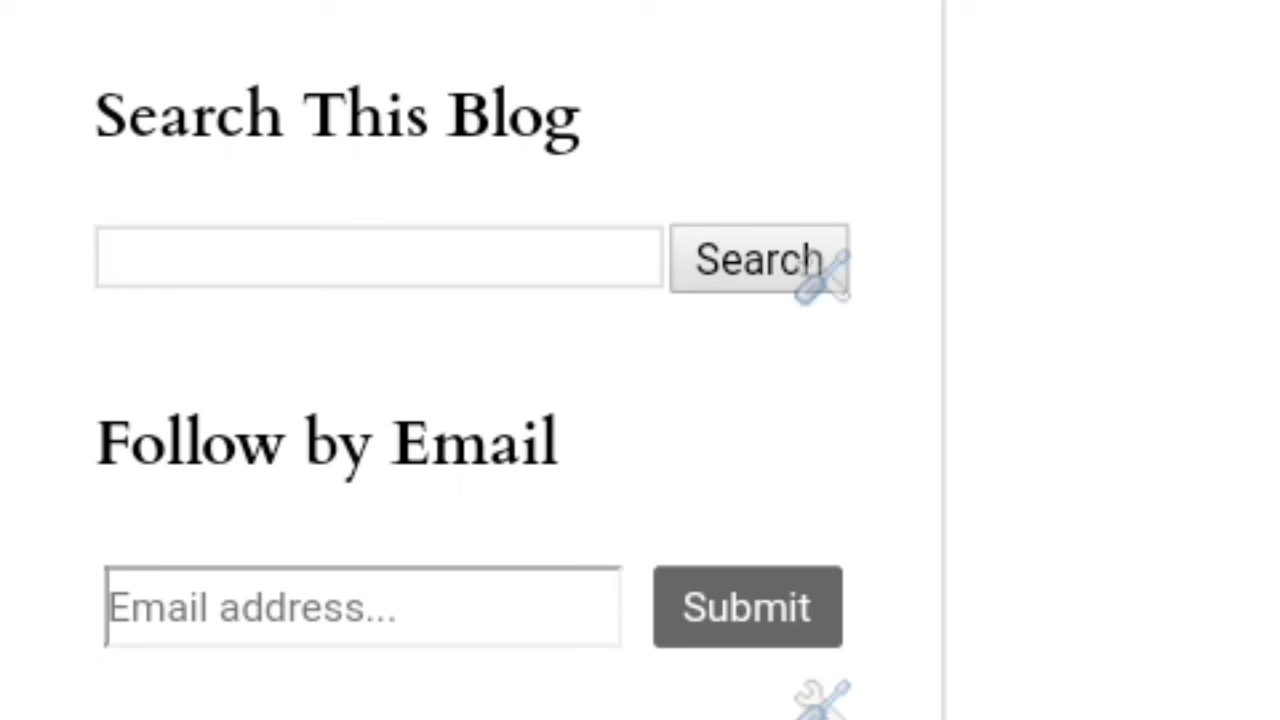 Search This Blog
Search
Follow by Email
Email address...
Submit